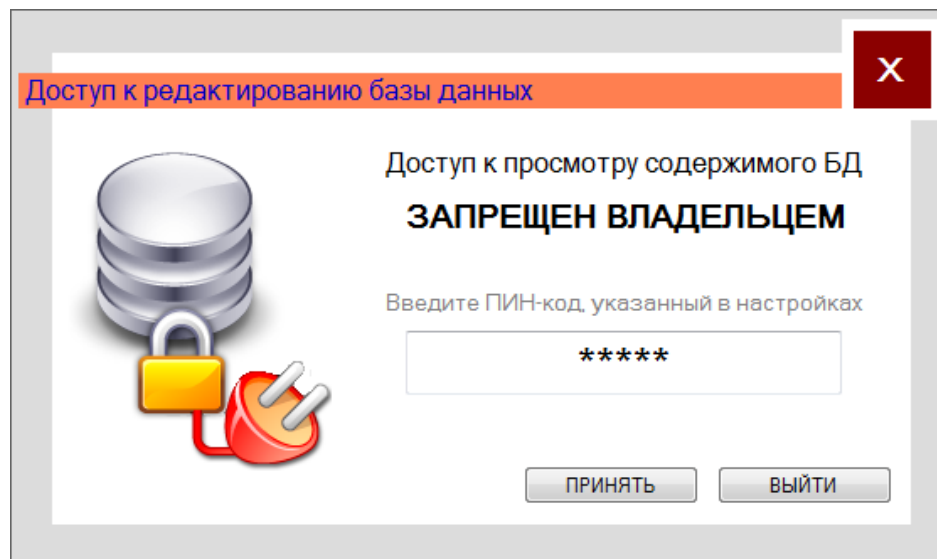 X
Доступ к редактированию базы данных
Доступ к просмотру содержимого БД
ЗАПРЕЩЕН ВЛАДЕЛЬЦЕМ
Введите ПИН-код, указанный в настройках
*****
ПРИНЯТЬ
ВЫЙТИ